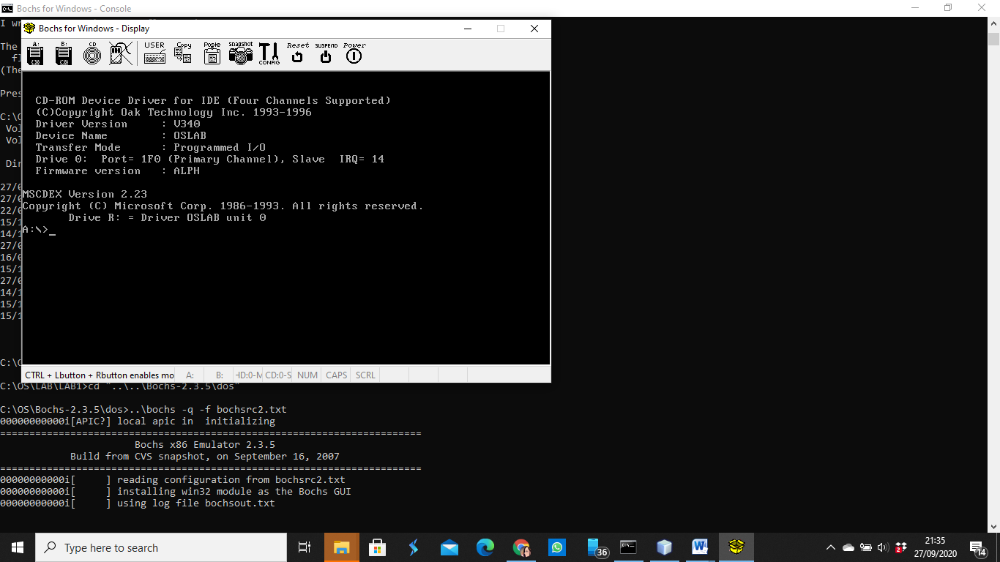 Bochs for Windows - Console
I wr
Bochs for Windows - Display
The
fl
(The
Pres
A: B: CD USER Copy Paste snapshot CONFIG Reset SUSPEND Power
CD-ROM Device Driver for IDE (Four Channels Supported)
(C)Copyright Oak Technology Inc. 1993-1996
Driver Version : V340
Device Name : OSLAB
Transfer Mode : Programmed I/O
Drive 0: Port= 1F0 (Primary Channel), Slave IRQ= 14
Firmware version : ALPH
MSCDEX Version 2.23
Copyright (C) Microsoft Corp. 1986-1993. All rights reserved.
Drive R: = Driver OSLAB unit 0
A:\>_
C:\O
Vol
Vol
Dir
27/0
27/0
22/0
15/1
14/1
27/0
16/0
15/1
27/0
14/1
15/1
15/1
C:\O
CTRL + Lbutton + Rbutton enables mo A: B: HD:0-M CD:0-S NUM CAPS SCRL
C:\OS\LAB\LAB1>cd "..\..\Bochs-2.3.5\dos"
C:\OS\Bochs-2.3.5\dos>..\bochs -q -f bochsrc2.txt
00000000000i[APIC?] local apic in initializing
========================================================================
Bochs x86 Emulator 2.3.5
Build from CVS snapshot, on September 16, 2007
========================================================================
00000000000i[ ] reading configuration from bochsrc2.txt
00000000000i[ ] installing win32 module as the Bochs GUI
00000000000i[ ] using log file bochsout.txt
Type here to search
36
2
21:35
27/09/2020
14